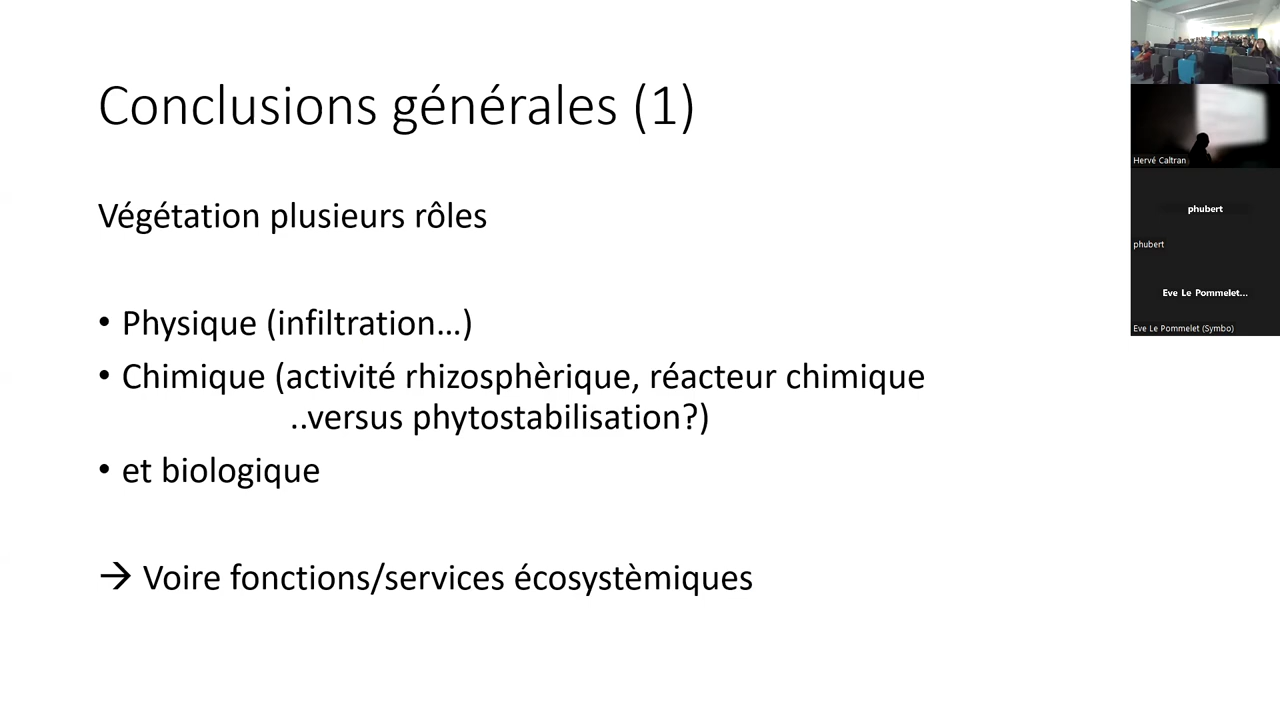 Conclusions générales (1)
Végétation plusieurs rôles
• Physique (infiltration…)
• Chimique (activité rhizosphèrique, réacteur chimique
..versus phytostabilisation?)
• et biologique
→ Voire fonctions/services écosystèmiques
Hervé Caltran
phubert
phubert
Eve Le Pommelet...
Eve Le Pommelet (Symbo)